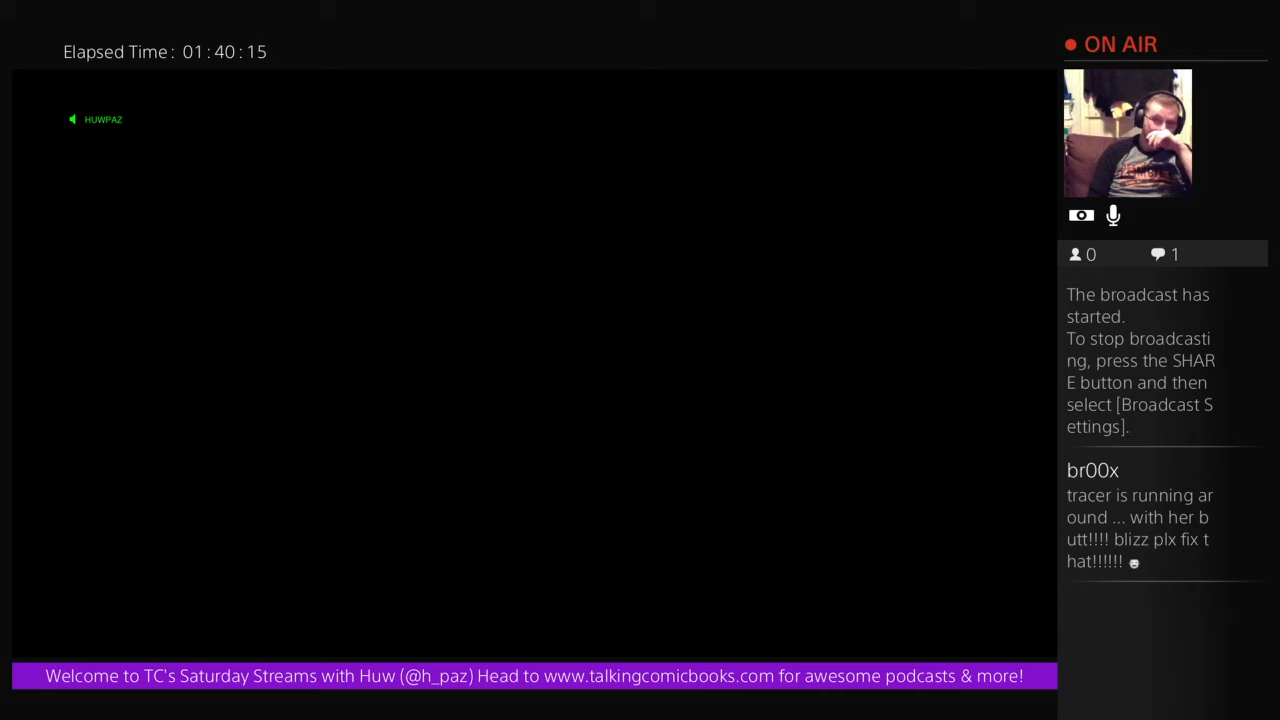 Elapsed Time: 01:40:15
ON AIR
HUWPAZ
0 1
The broadcast has
started.
To stop broadcasti
ng, press the SHAR
E button and then
select [Broadcast S
ettings].
br00x
tracer is running ar
ound ... with her b
utt!!!! blizz plx fix t
hat!!!!!!
Welcome to TC's Saturday Streams with Huw (@h_paz) Head to www.talkingcomicbooks.com for awesome podcasts & more!